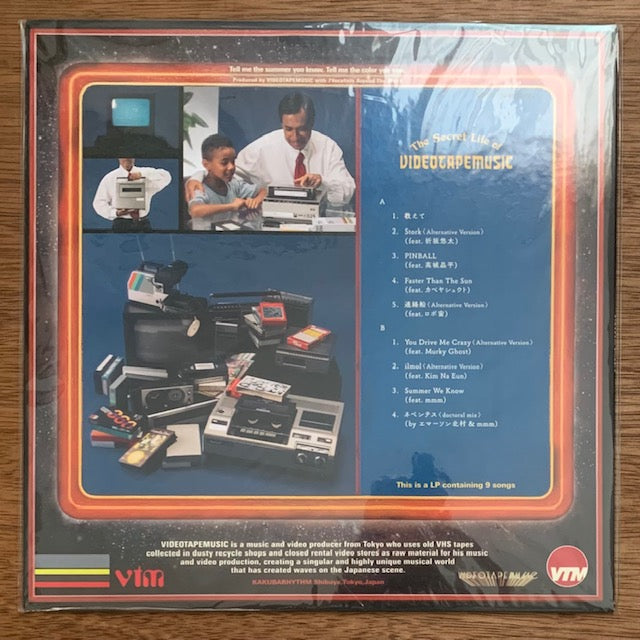 Tell me the summer you know. Tell me the color you see.
Produced by VIDEOTAPEMUSIC with
The Secret Life of
VIDEOTAPEMUSIC
A
1. 教えて
2. Stork (Alternative Version)
(feat. 折坂悠太)
3. PINBALL
(feat. 高城晶平)
4. Faster Than The Sun
(feat. カベヤシュウト)
5. 連絡船 (Alternative Version)
(feat. ロボ宙)
B
1. You Drive Me Crazy (Alternative Version)
(feat. Murky Ghost)
2. ilmol (Alternative Version)
(feat. Kim Na Eun)
3. Summer We Know
(feat. mmm)
4. ネペンテス (doctoral mix)
(by エマーソン北村 & mmm)
This is a LP containing 9 songs
VIDEOTAPEMUSIC is a music and video producer from Tokyo who uses old VHS tapes
collected in dusty recycle shops and closed rental video stores as raw material for his music
and video production, creating a singular and highly unique musical world
that has created waves on the Japanese scene.
KAKUBARHYTHM Shibuya,Tokyo,Japan
vtm
VIDEOTAPEMUSIC
VTM